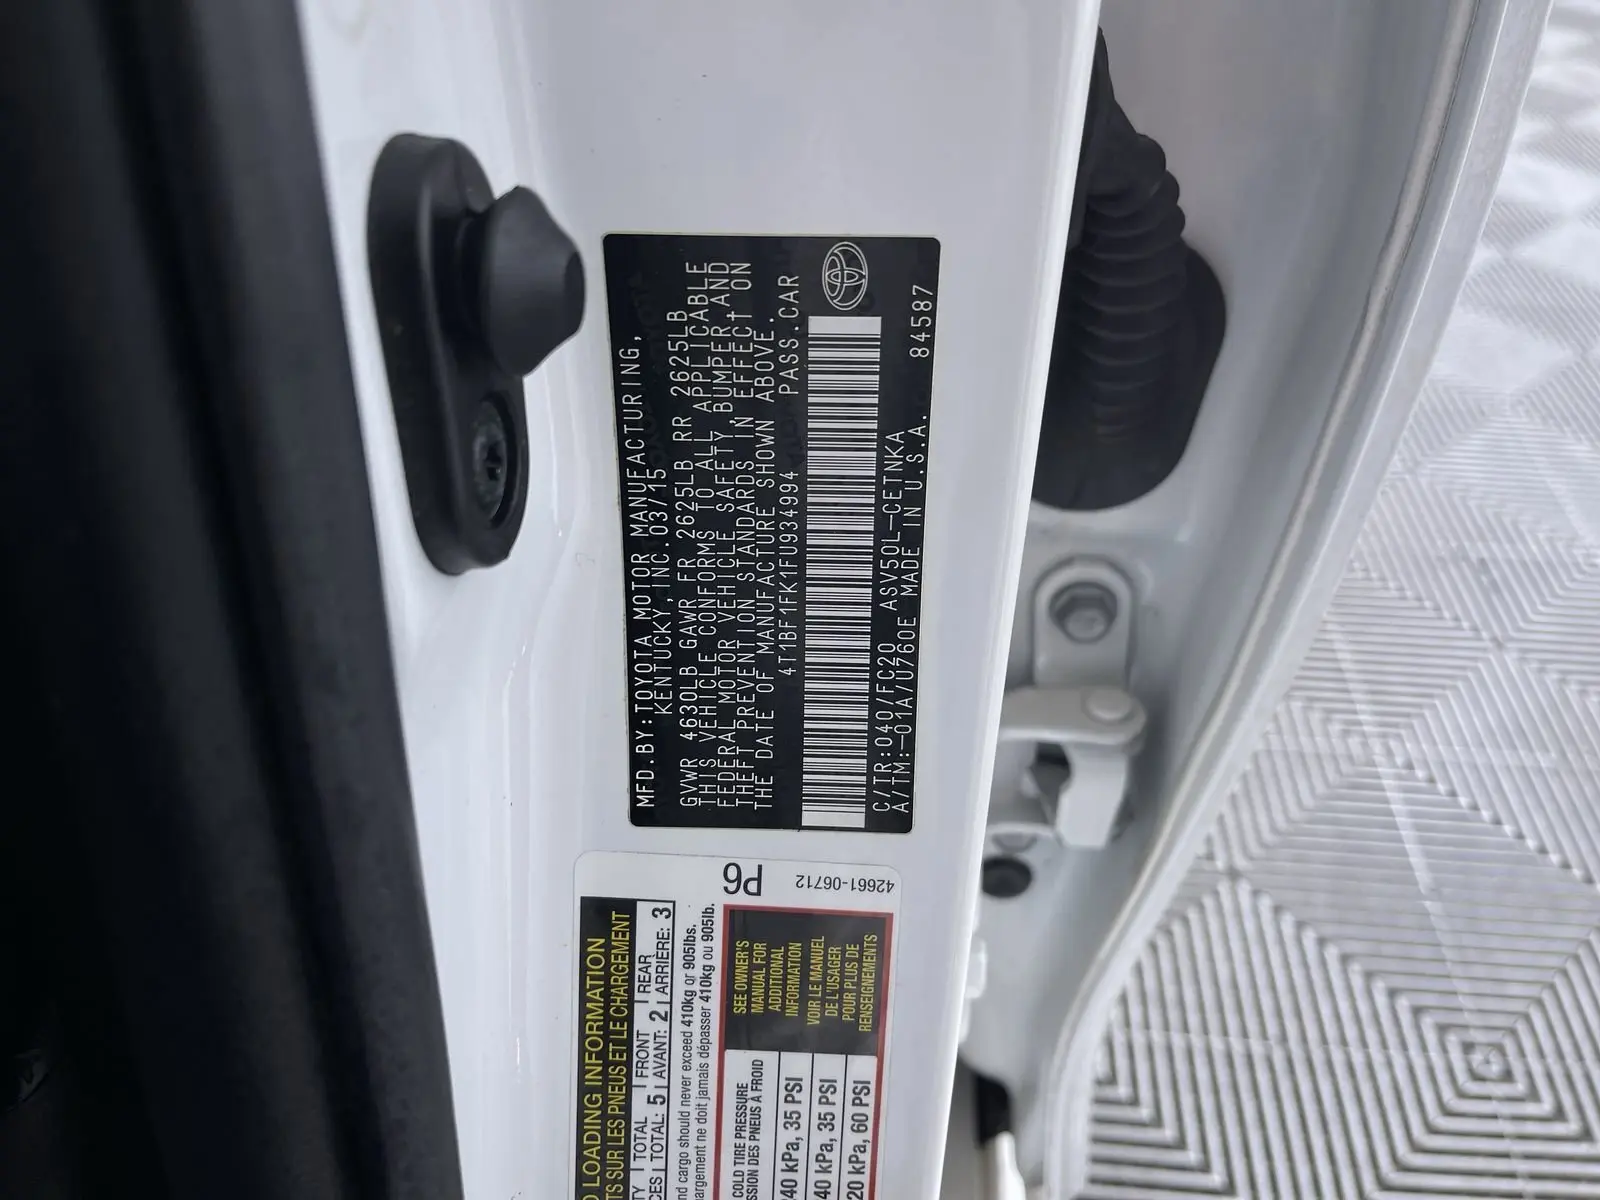 MFD.BY:TOYOTA MOTOR MANUFACTURING,
KENTUCKY,INC.03/15
GVWR 4630LB GAWR FR 2625LB RR 2625LB
THIS VEHICLE CONFORMS TO ALL APPLICABLE
FEDERAL MOTOR VEHICLE SAFETY,BUMPER,AND
THEFT PREVENTION STANDARDS IN EFFECT ON
THE DATE OF MANUFACTURE SHOWN ABOVE.
4T1BF1FK1FU934994 PASS.CAR
C/TR:040/FC20 ASV50L-CETNKA
A/TM:-01A/U760E MADE IN U.S.A. 84587
P6
42661-06712
LOADING INFORMATION
SUR LES PNEUS ET LE CHARGEMENT
TOTAL FRONT REAR
TOTAL: 5 AVANT: 2 ARRIÈRE: 3
cargo should never exceed 410kg or 905lbs.
ne doit jamais dépasser 410kg ou 905lb.
SEE OWNER'S
MANUAL FOR
ADDITIONAL
INFORMATION
VOIR LE MANUEL
DE L'USAGER
POUR PLUS DE
RENSEIGNEMENTS
COLD TIRE PRESSURE
DES PNEUS À FROID
kPa, 35 PSI
kPa, 35 PSI
kPa, 60 PSI